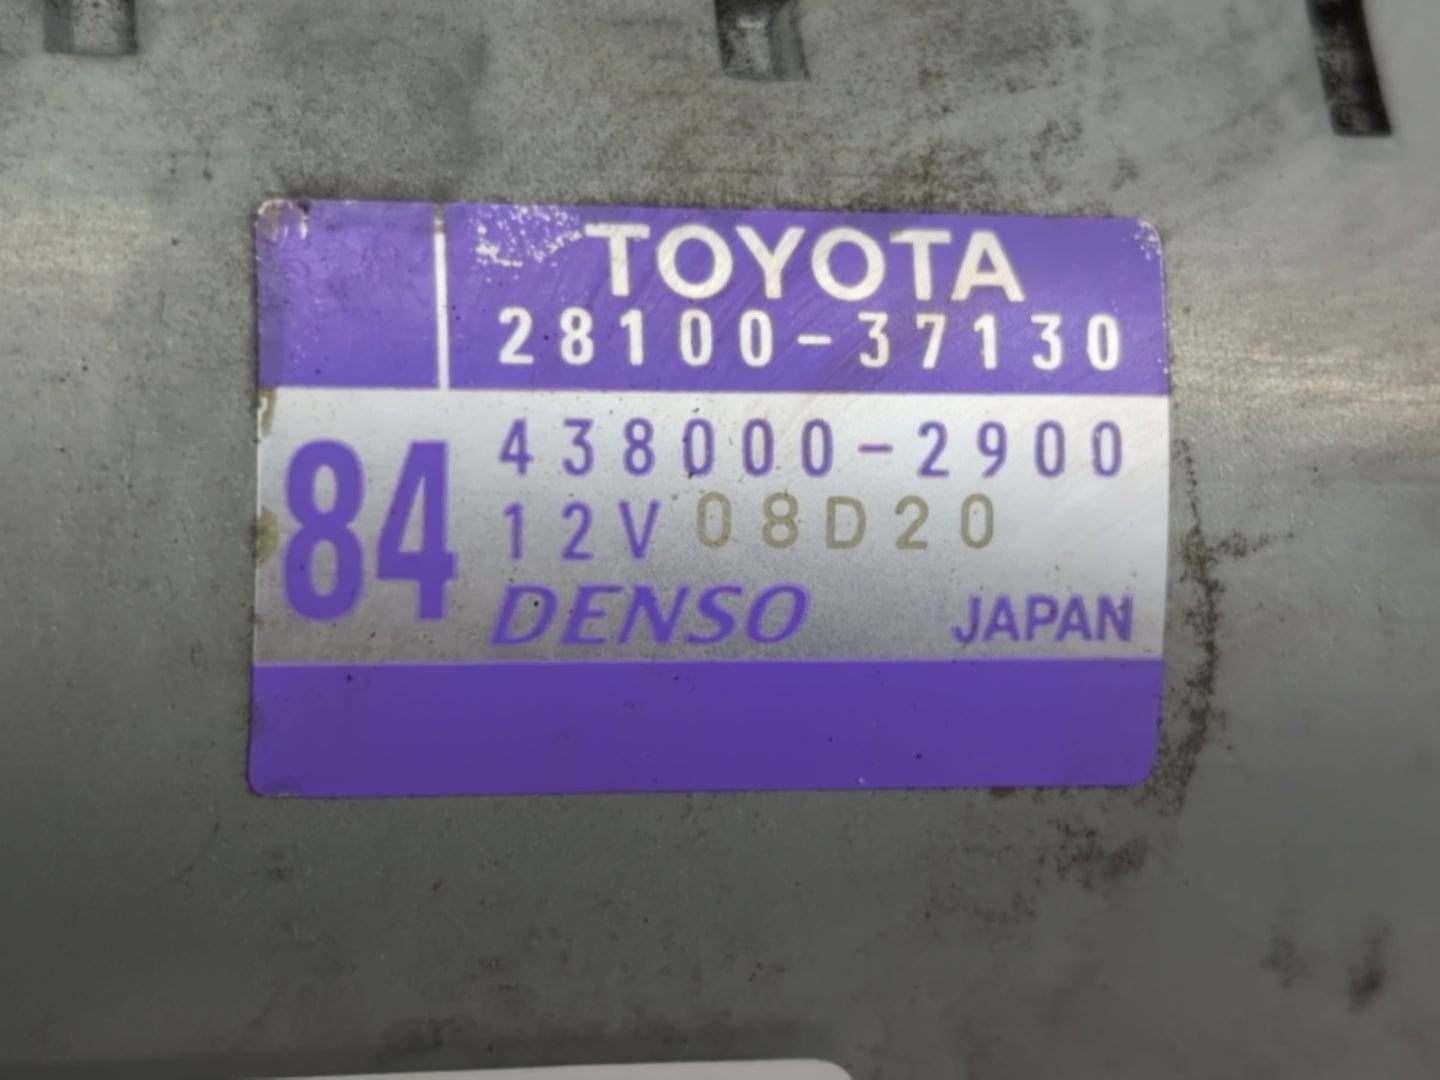 TOYOTA
28100-37130
84
438000-2900
12V 08D20
DENSO JAPAN